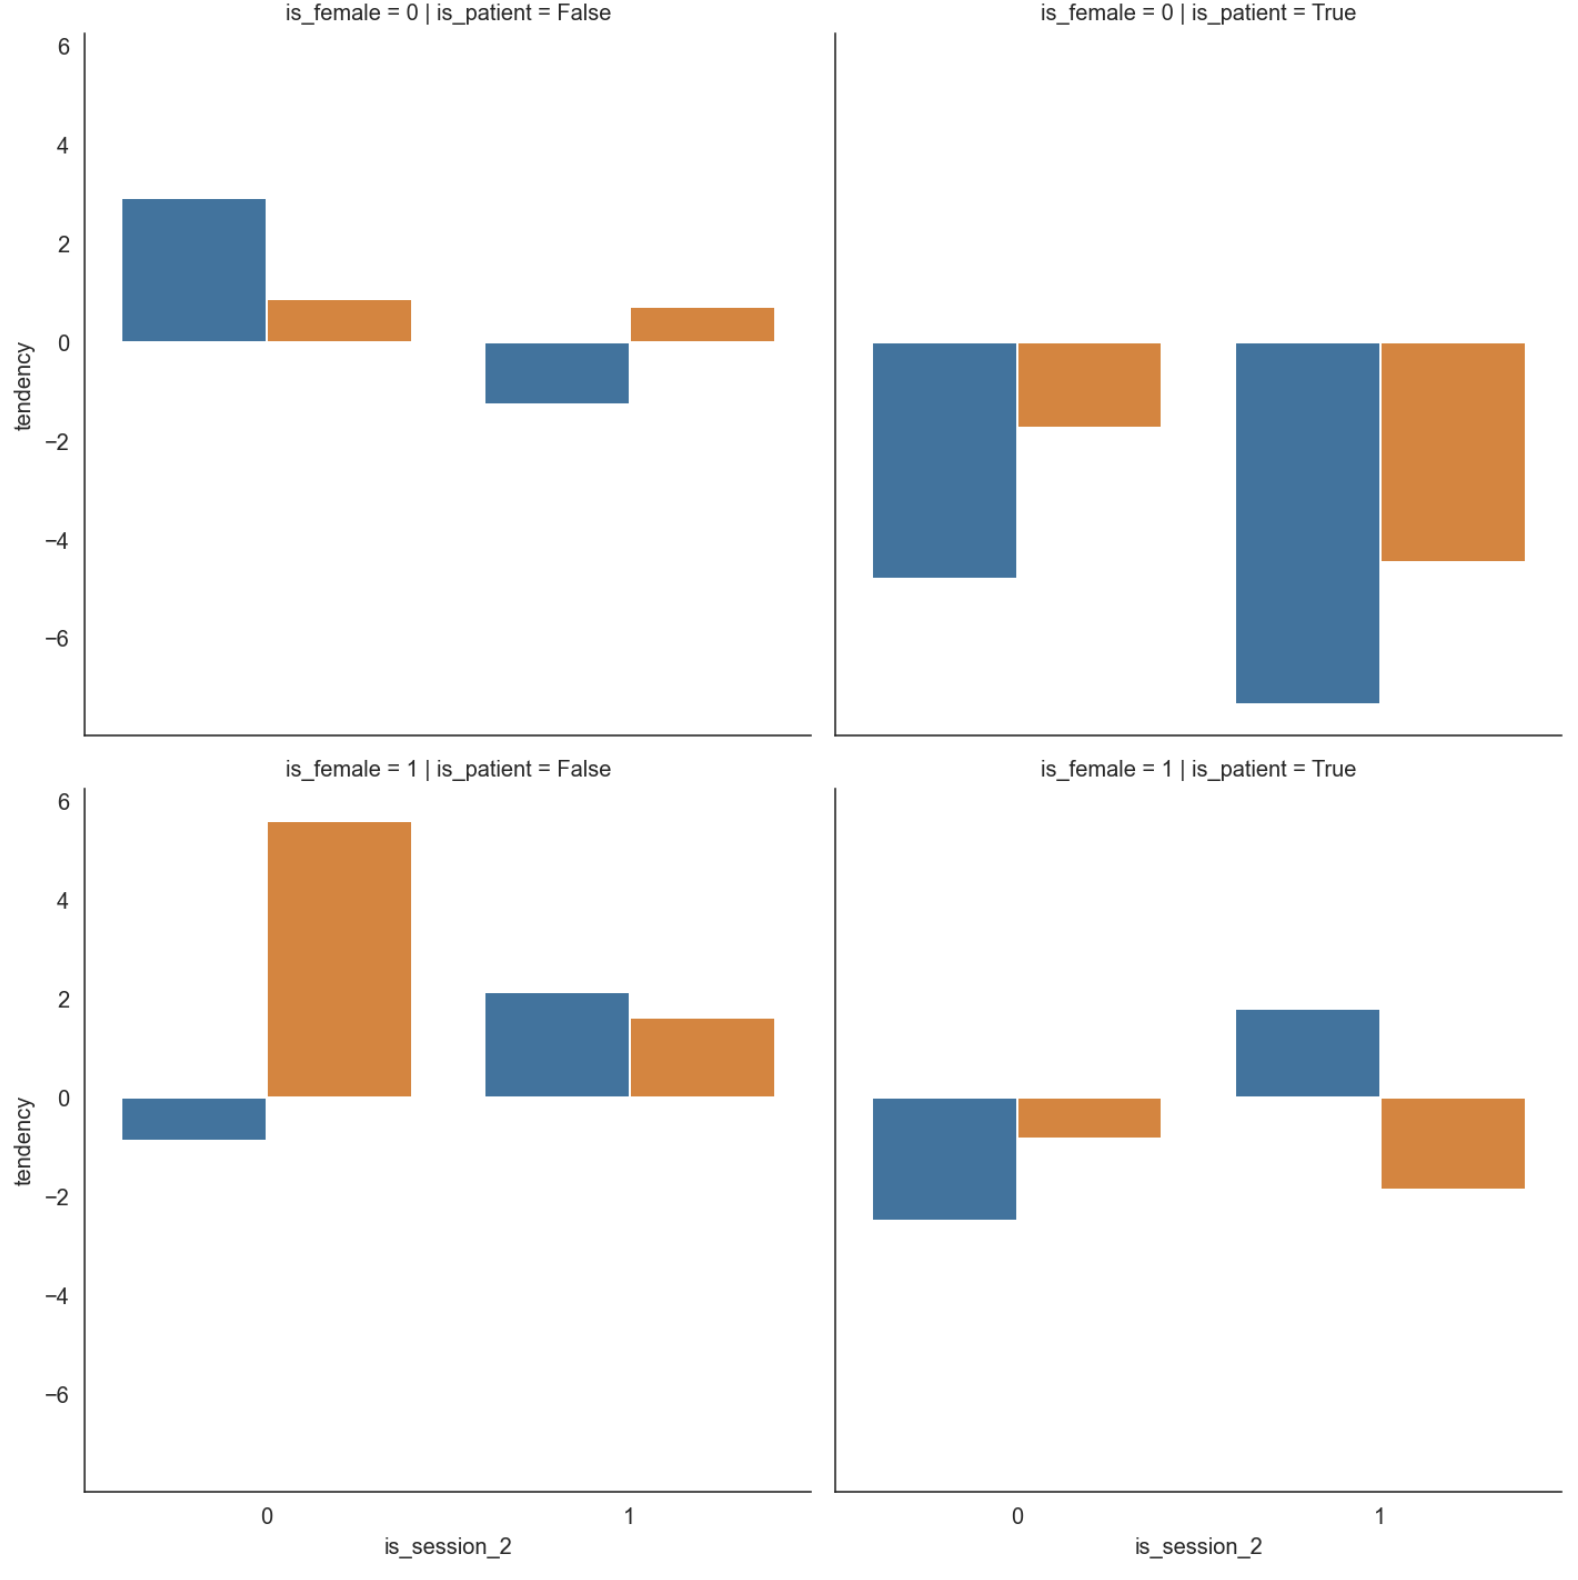 is_female = 0 | is_patient = False
is_female = 0 | is_patient = True
6
4
2
0
−2
−4
−6
tendency
is_female = 1 | is_patient = False
is_female = 1 | is_patient = True
6
4
2
0
−2
−4
−6
tendency
0 1 0 1
is_session_2 is_session_2